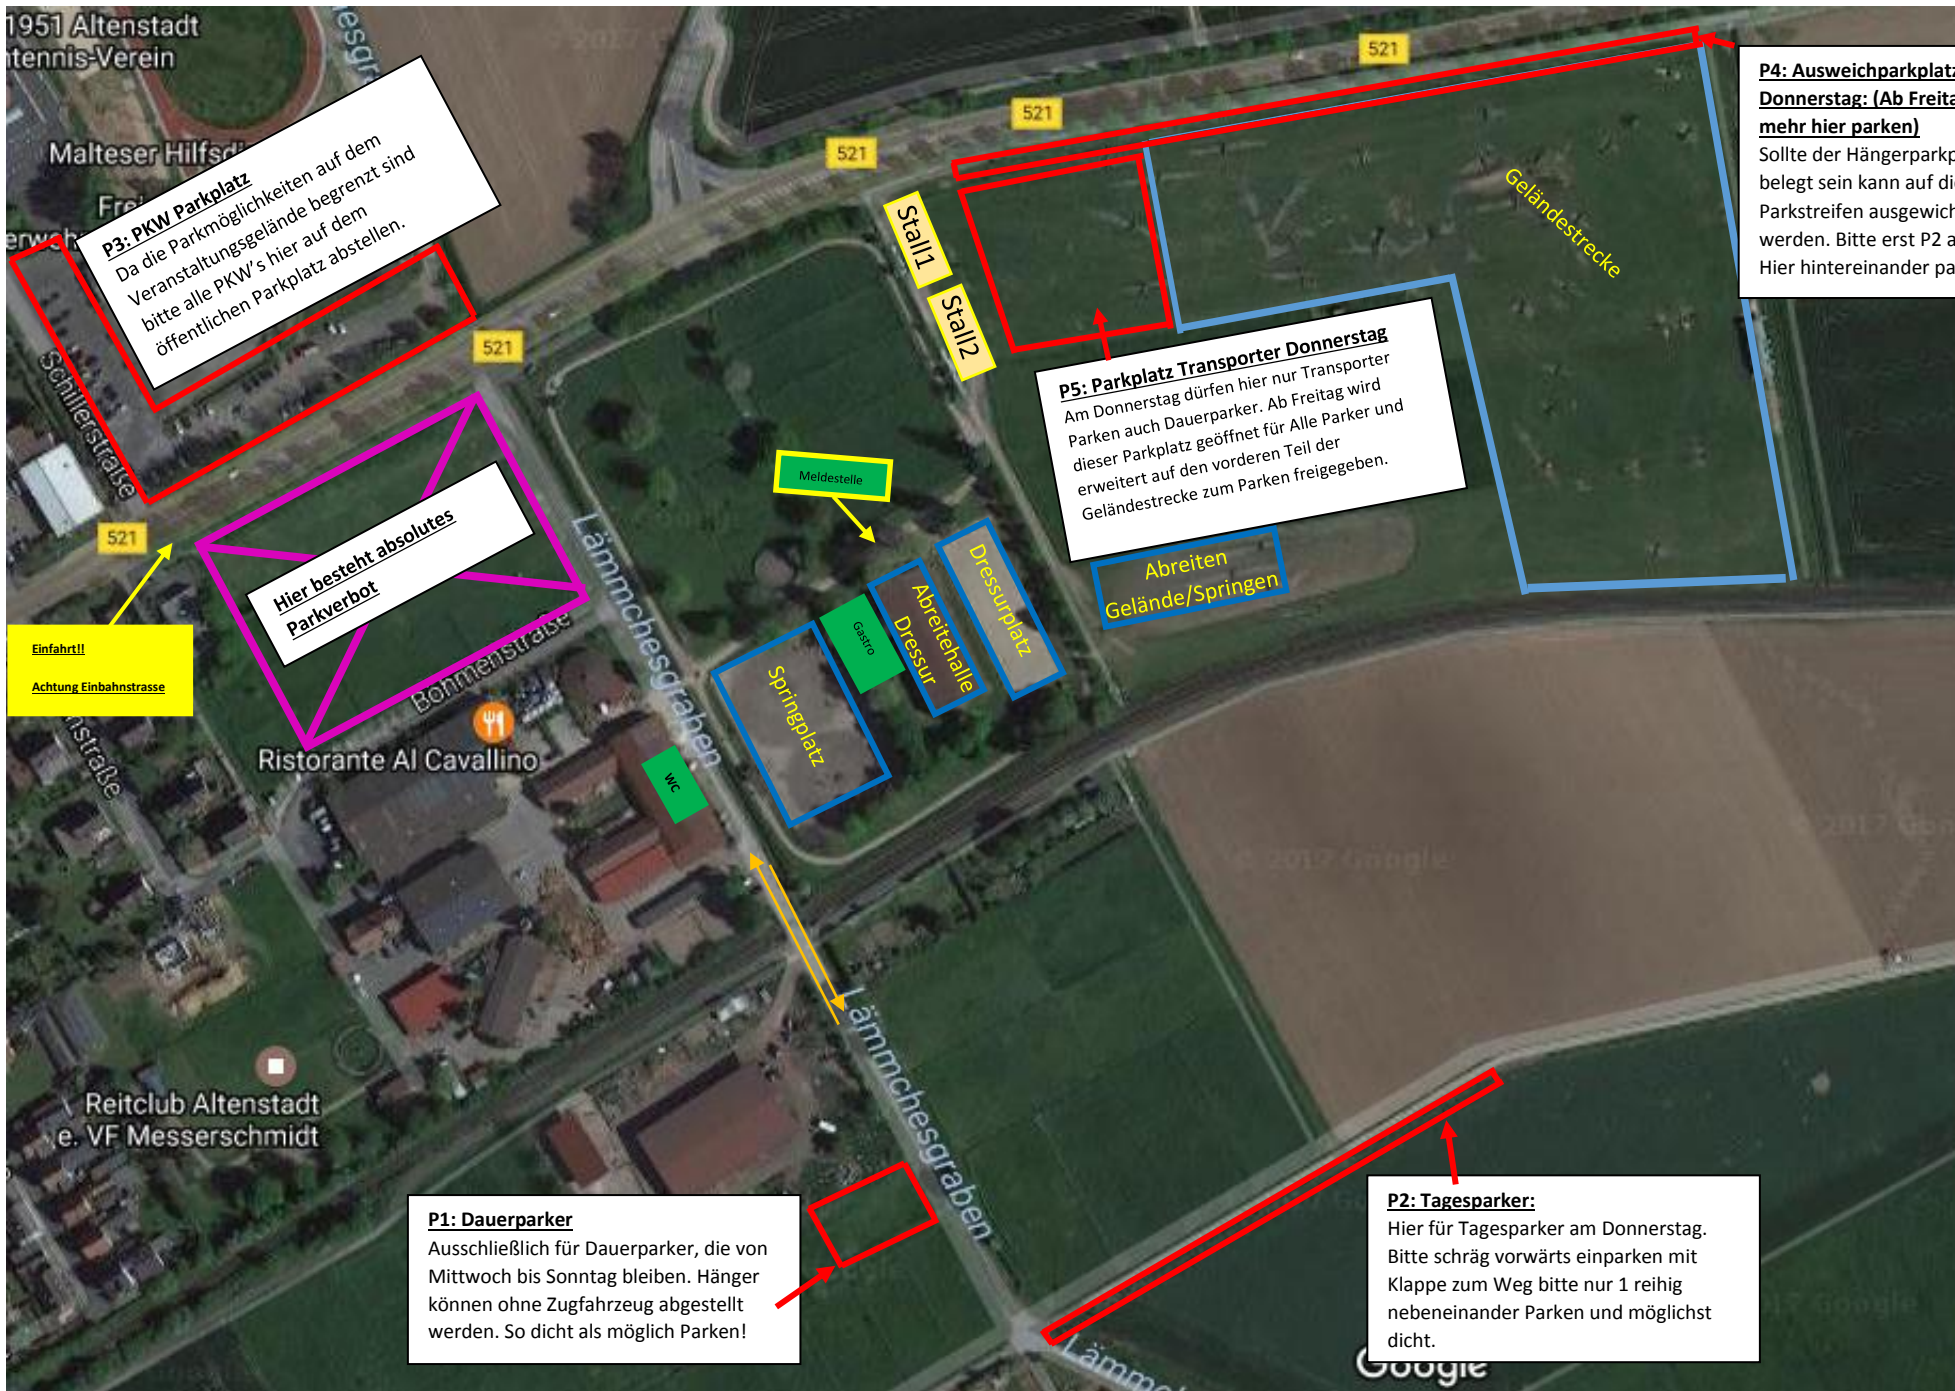 1951 Altenstadt
ntennis-Verein
Malteser Hilfsdi
P3: PKW Parkplatz
Da die Parkmöglichkeiten auf dem
Veranstaltungsgelände begrenzt sind
bitte alle PKW's hier auf dem
öffentlichen Parkplatz abstellen.
521
521
521
521
521
P4: Ausweichparkplatz
Donnerstag: (Ab Freita
mehr hier parken)
Sollte der Hängerparkp
belegt sein kann auf di
Parkstreifen ausgewich
werden. Bitte erst P2 a
Hier hintereinander pa
Geländestrecke
Stall1
Stall2
P5: Parkplatz Transporter Donnerstag
Am Donnerstag dürfen hier nur Transporter
Parken auch Dauerparker. Ab Freitag wird
dieser Parkplatz geöffnet für Alle Parker und
erweitert auf den vorderen Teil der
Geländestrecke zum Parken freigegeben.
Schillerstraße
Meldestelle
Hier besteht absolutes
Parkverbot
Einfahrt!!
Achtung Einbahnstrasse
Lämmchesgraben
Bonmenstraße
Abreiten
Gelände/Springen
Dressurplatz
Abreitehalle
Dressur
Gastro
Springplatz
WC
Ristorante Al Cavallino
nstraße
© 2017 Google
Reitclub Altenstadt
e. VF Messerschmidt
Lämmchesgraben
P1: Dauerparker
Ausschließlich für Dauerparker, die von
Mittwoch bis Sonntag bleiben. Hänger
können ohne Zugfahrzeug abgestellt
werden. So dicht als möglich Parken!
P2: Tagesparker:
Hier für Tagesparker am Donnerstag.
Bitte schräg vorwärts einparken mit
Klappe zum Weg bitte nur 1 reihig
nebeneinander Parken und möglichst
dicht.
Lämmch
Google